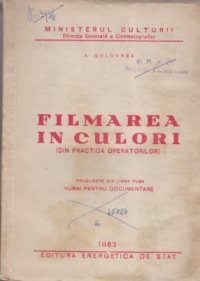 MINISTERUL CULTURII
Direcția Generală a Cinematografiei
A. GOLOVNEA
FILMAREA
IN CULORI
(DIN PRACTICA OPERATORILOR)
TRADUCERE DIN LIMBA RUSĂ
NUMAI PENTRU DOCUMENTARE
1953
EDITURA ENERGETICA DE STAT